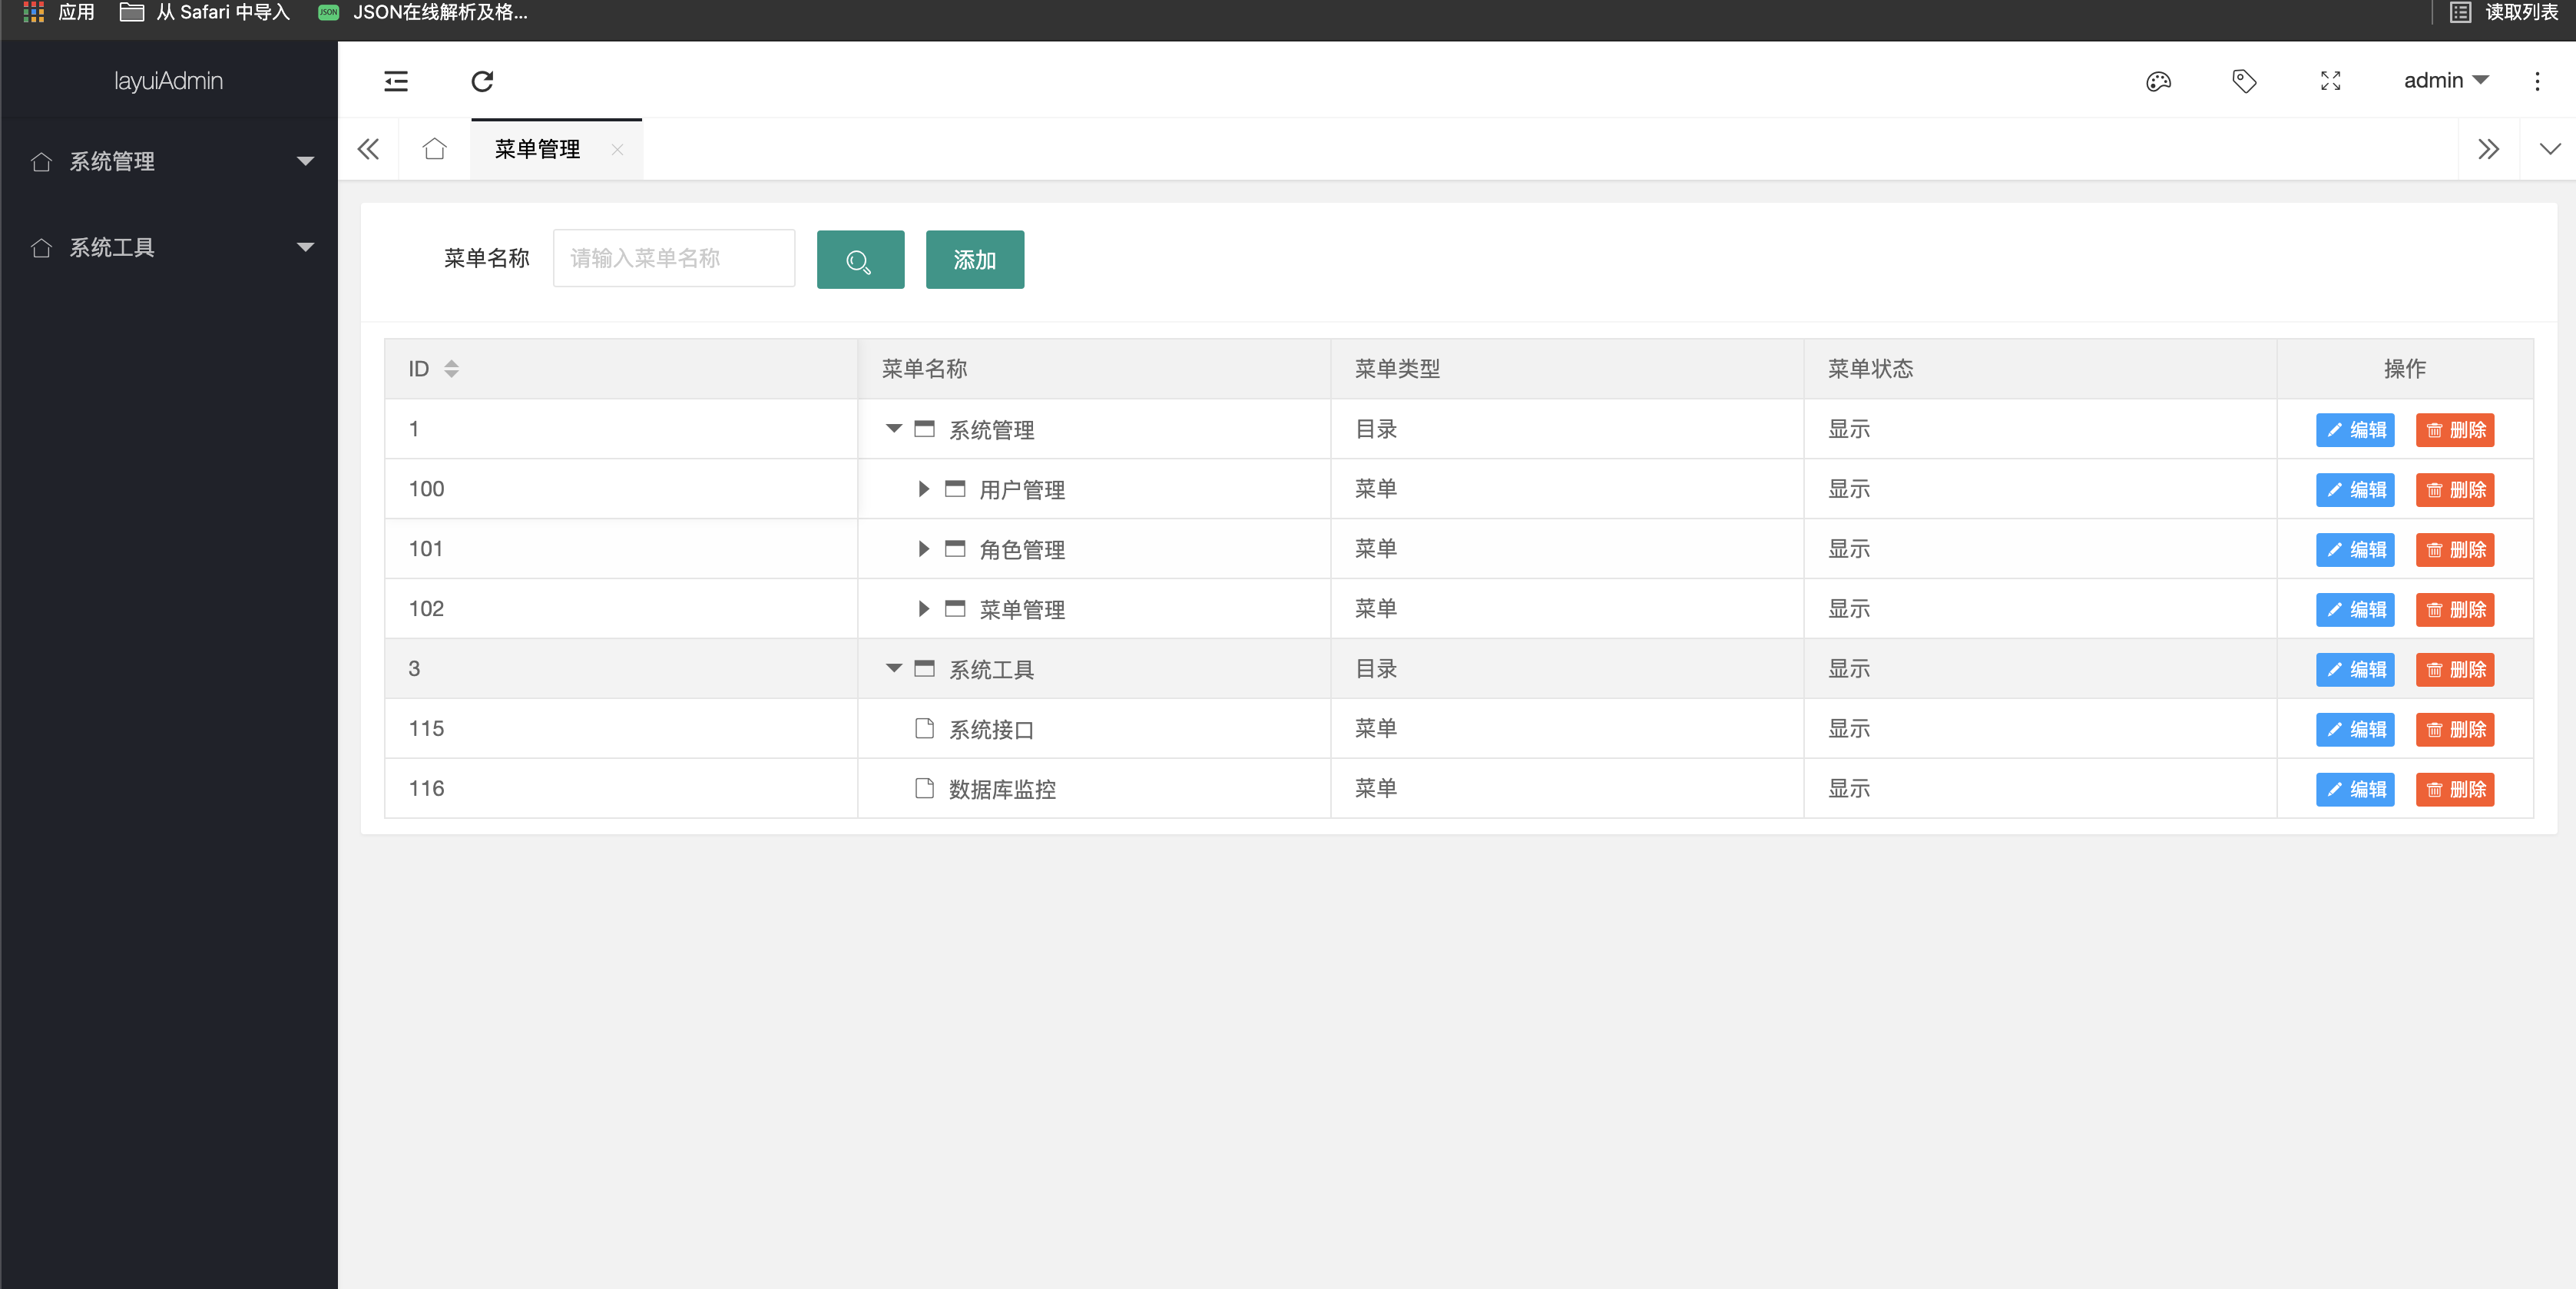 应用 从 Safari 中导入 JSON JSON在线解析及格... 读取列表
layuiAdmin admin
系统管理
系统工具
菜单管理
菜单名称 请输入菜单名称 添加
ID 菜单名称 菜单类型 菜单状态 操作
1 系统管理 目录 显示 编辑 删除
100 用户管理 菜单 显示 编辑 删除
101 角色管理 菜单 显示 编辑 删除
102 菜单管理 菜单 显示 编辑 删除
3 系统工具 目录 显示 编辑 删除
115 系统接口 菜单 显示 编辑 删除
116 数据库监控 菜单 显示 编辑 删除